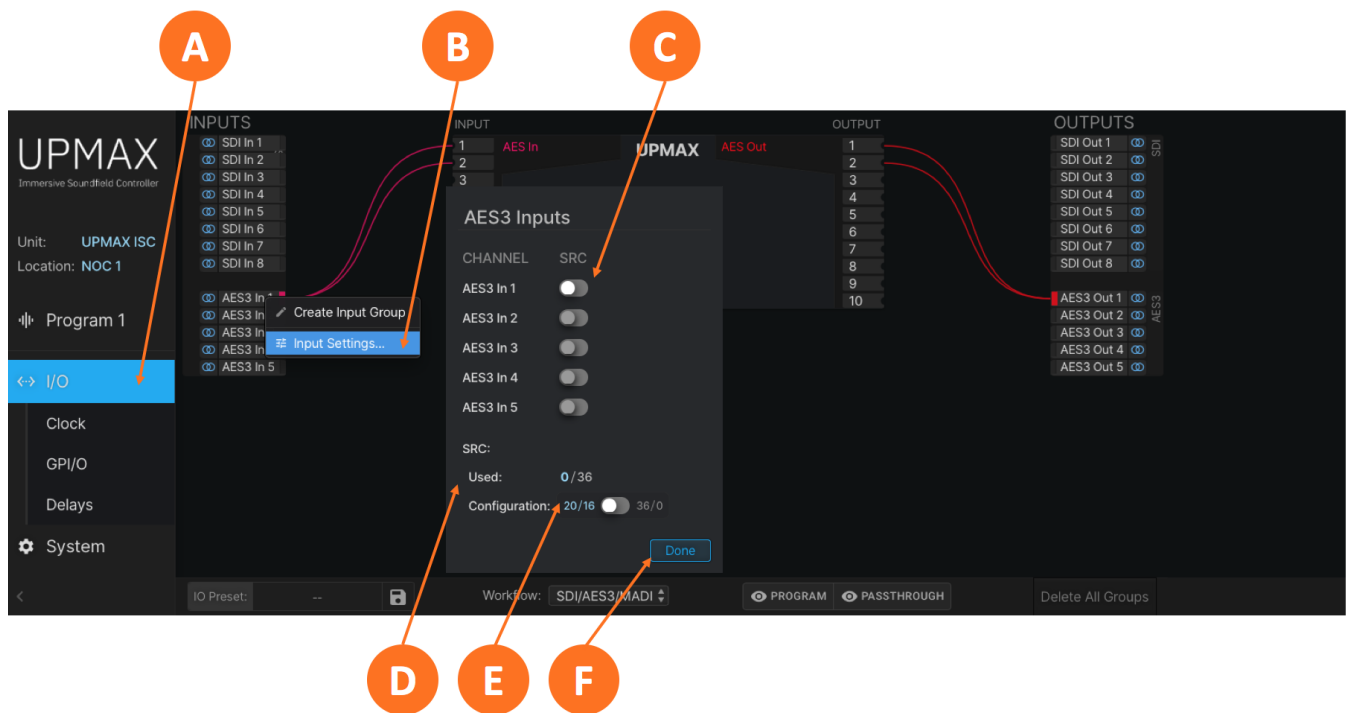 A
B
C
UPMAX
Immersive Soundfield Controller
Unit: UPMAX ISC
Location: NOC 1
Program 1
I/O
Clock
GPI/O
Delays
System
INPUTS
SDI In 1
SDI In 2
SDI In 3
SDI In 4
SDI In 5
SDI In 6
SDI In 7
SDI In 8
AES3 In 1
AES3 In
AES3 In
AES3 In
AES3 In 5
Create Input Group
Input Settings...
INPUT
1
2
3
AES In
UPMAX
AES Out
OUTPUT
1
2
3
4
5
6
7
8
9
10
AES3 Inputs
CHANNEL SRC
AES3 In 1
AES3 In 2
AES3 In 3
AES3 In 4
AES3 In 5
SRC:
Used: 0/36
Configuration: 20/16 36/0
Done
OUTPUTS
SDI Out 1
SDI Out 2
SDI Out 3
SDI Out 4
SDI Out 5
SDI Out 6
SDI Out 7
SDI Out 8
SDI
AES3 Out 1
AES3 Out 2
AES3 Out 3
AES3 Out 4
AES3 Out 5
AES3
IO Preset: --
Workflow: SDI/AES3/MADI
PROGRAM
PASSTHROUGH
Delete All Groups
D
E
F